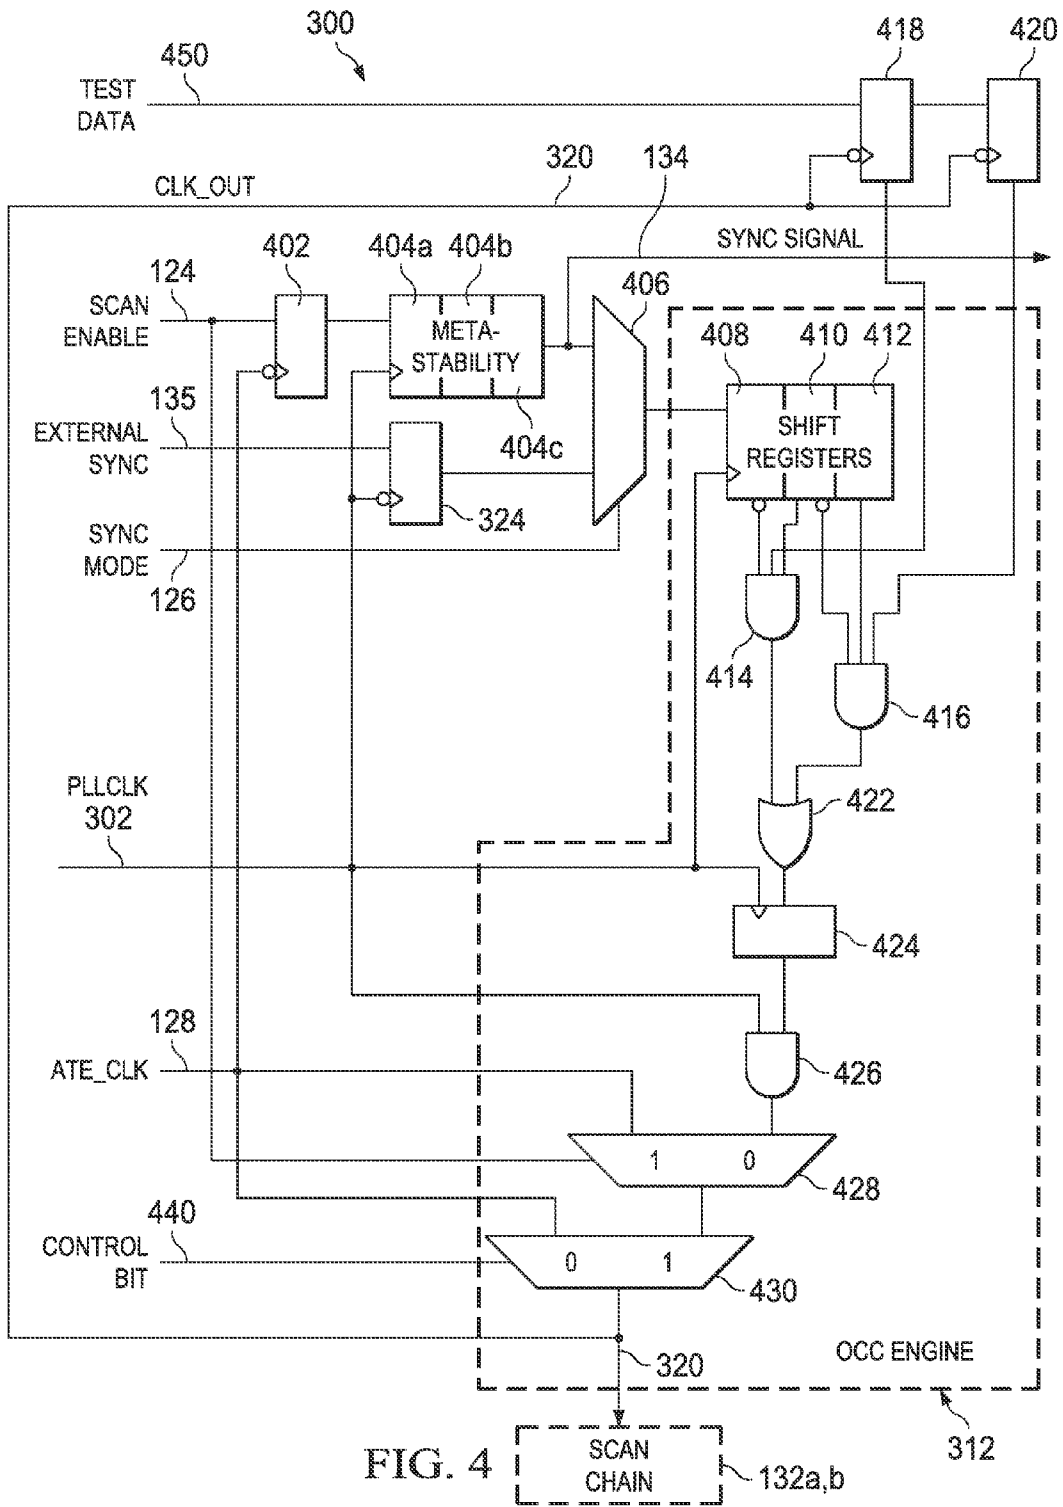 300
418
420
450
TEST
DATA
320
134
CLK_OUT
SYNC SIGNAL
402
404a
404b
406
124
SCAN
ENABLE
META-
STABILITY
408
410
412
135
EXTERNAL
SYNC
404c
SHIFT
REGISTERS
324
SYNC
MODE
126
414
416
PLLCLK
302
422
424
128
ATE_CLK
426
1 0
428
440
CONTROL
BIT
0 1
430
320
OCC ENGINE
312
FIG. 4
SCAN
CHAIN
132a,b